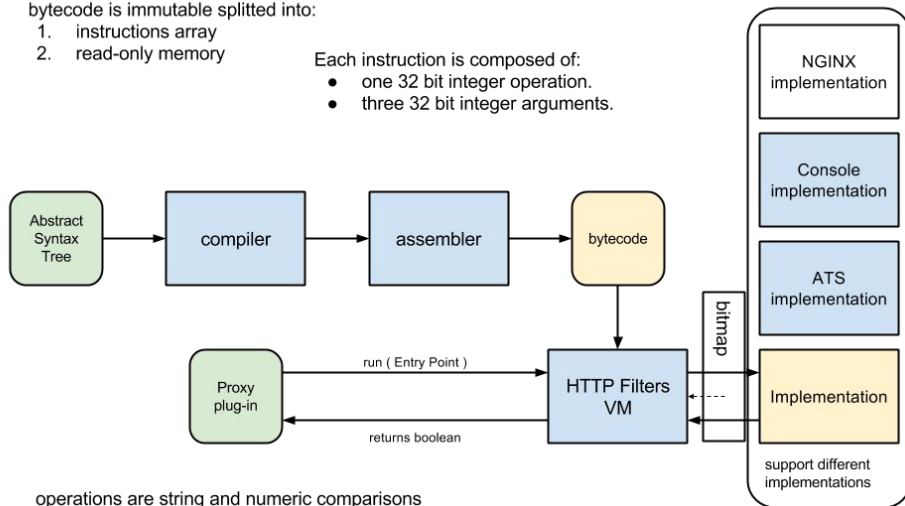 bytecode is immutable splitted into:
1. instructions array
2. read-only memory
Each instruction is composed of:
● one 32 bit integer operation.
● three 32 bit integer arguments.
NGINX
implementation
Console
implementation
ATS
implementation
Abstract
Syntax
Tree
compiler
assembler
bytecode
bitmap
Proxy
plug-in
run ( Entry Point )
returns boolean
HTTP Filters
VM
Implementation
support different
implementations
operations are string and numeric comparisons